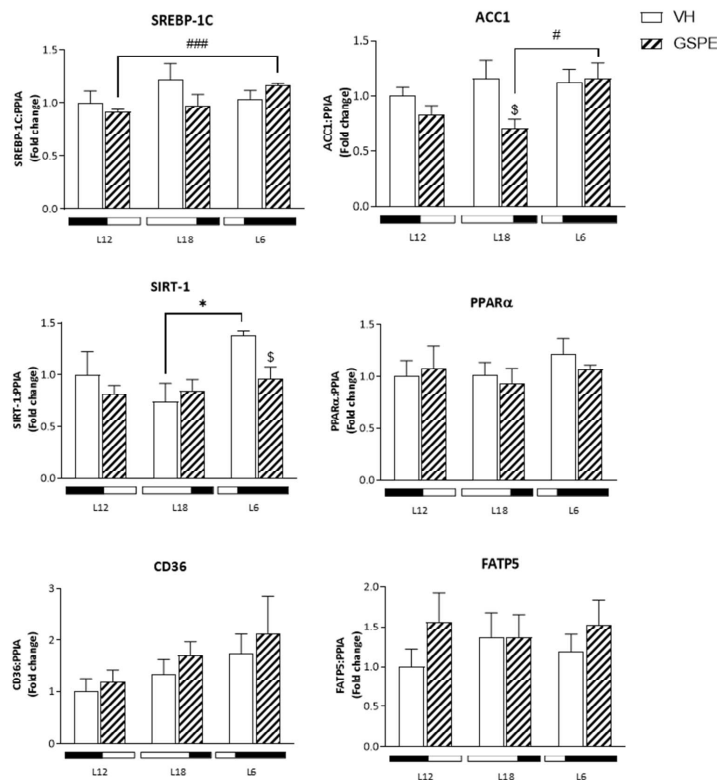 SREBP-1C
###
SREBP-1C:PPIA
(Fold change)
1.5
1.0
0.5
0.0
L12
L18
L6
ACC1
#
$
ACC1:PPIA
(Fold change)
1.5
1.0
0.5
0.0
L12
L18
L6
VH
GSPE
SIRT-1
*
$
SIRT-1:PPIA
(Fold change)
1.5
1.0
0.5
0.0
L12
L18
L6
PPARα
PPARα:PPIA
(Fold change)
1.5
1.0
0.5
0.0
L12
L18
L6
CD36
CD36:PPIA
(Fold change)
3
2
1
0
L12
L18
L6
FATP5
FATP5:PPIA
(Fold change)
2.0
1.5
1.0
0.5
0.0
L12
L18
L6